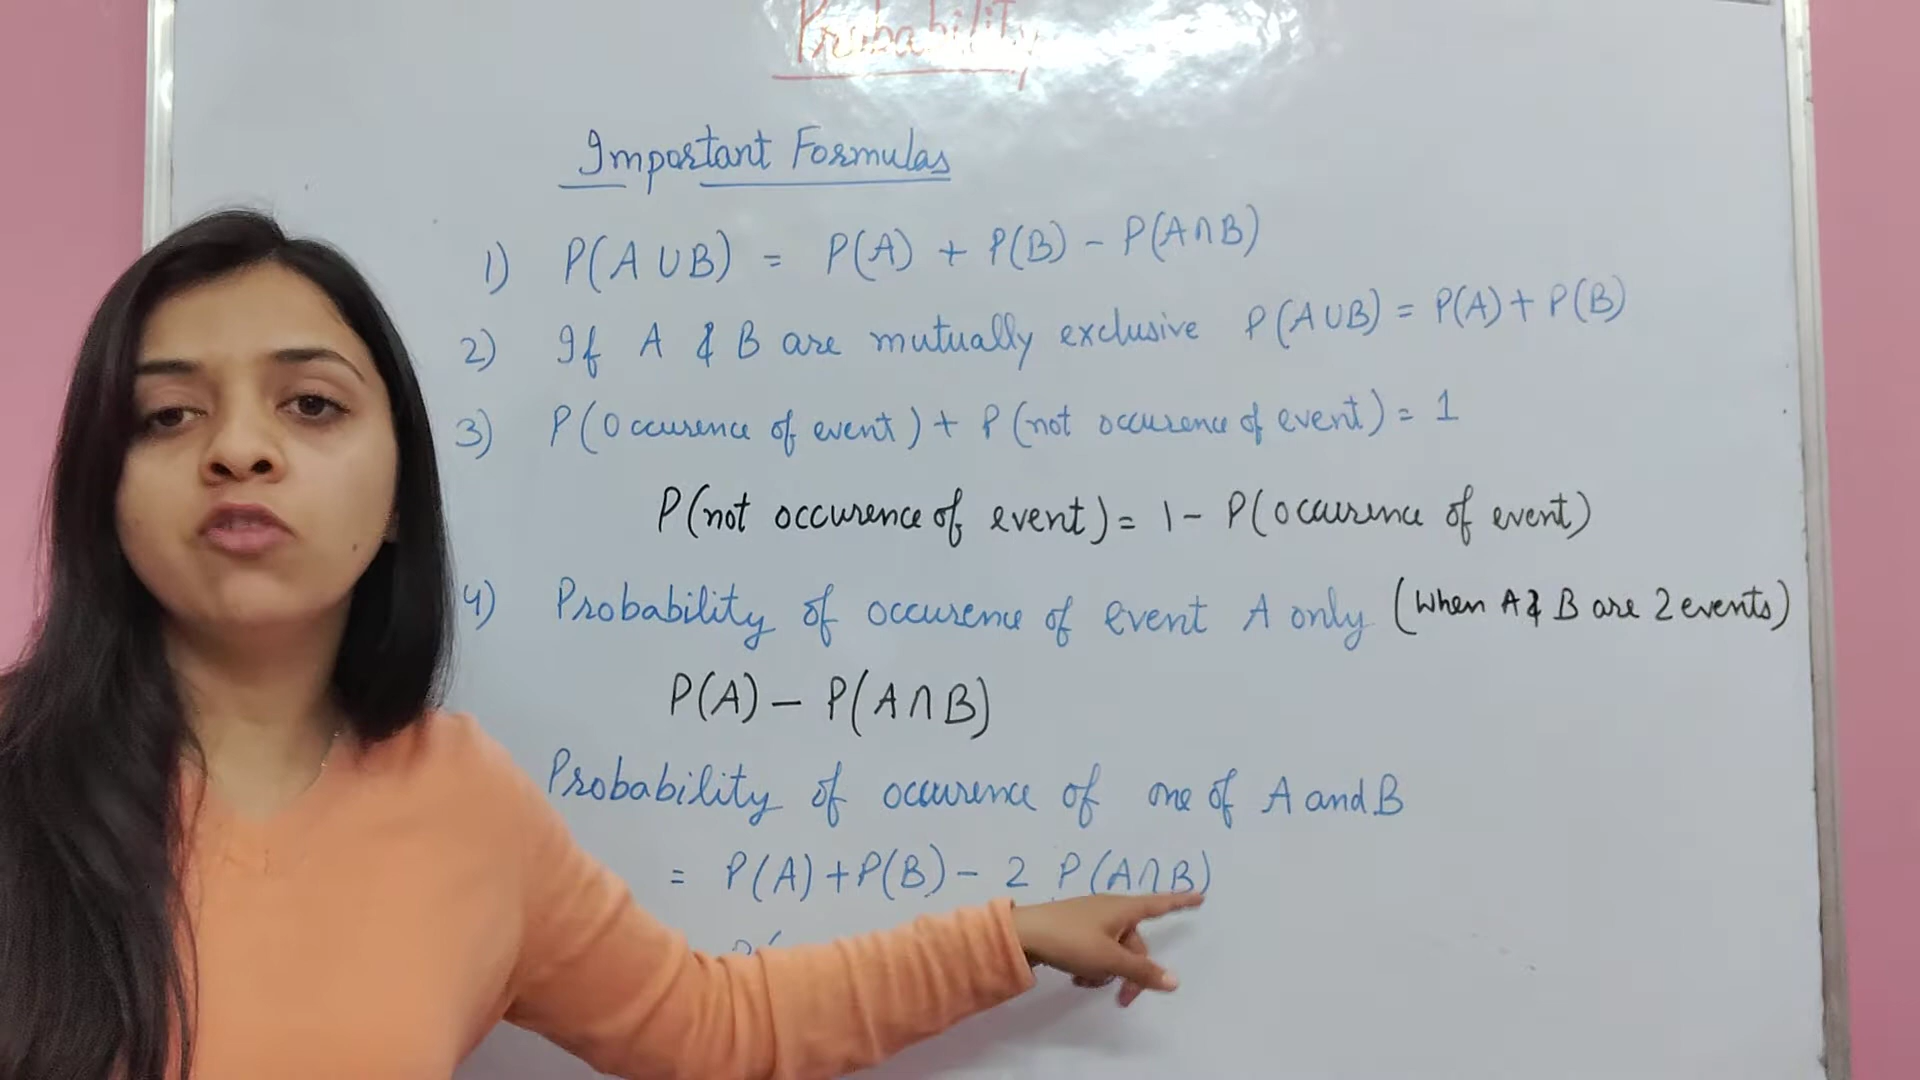 Probability
Important Formulas
1) P(A∪B) = P(A) + P(B) - P(A∩B)
2) If A & B are mutually exclusive P(A∪B) = P(A) + P(B)
3) P(Occurence of event) + P(not occurence of event) = 1
P(not occurence of event) = 1 - P(occurence of event)
4) Probability of occurence of event A only (when A & B are 2 events)
P(A) - P(A∩B)
Probability of occurence of one of A and B
= P(A) + P(B) - 2 P(A∩B)